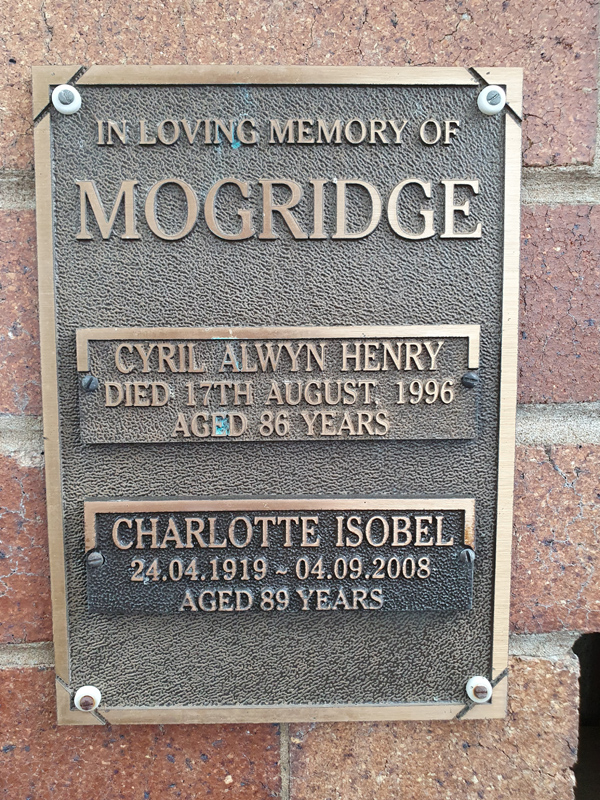 IN LOVING MEMORY OF
MOGRIDGE
CYRIL ALWYN HENRY
DIED 17TH AUGUST, 1996
AGED 86 YEARS
CHARLOTTE ISOBEL
24.04.1919 ~ 04.09.2008
AGED 89 YEARS